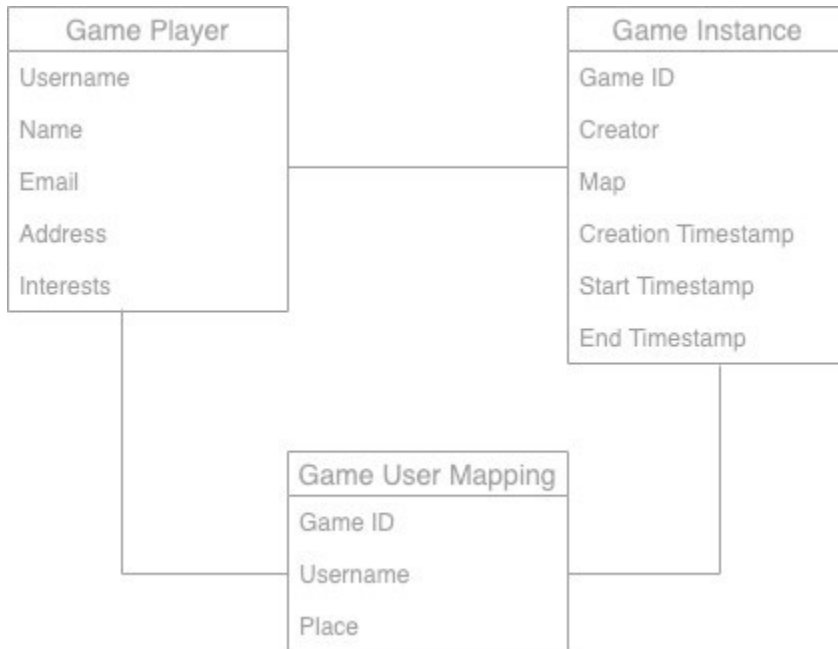 Game Player
Username
Name
Email
Address
Interests
Game Instance
Game ID
Creator
Map
Creation Timestamp
Start Timestamp
End Timestamp
Game User Mapping
Game ID
Username
Place